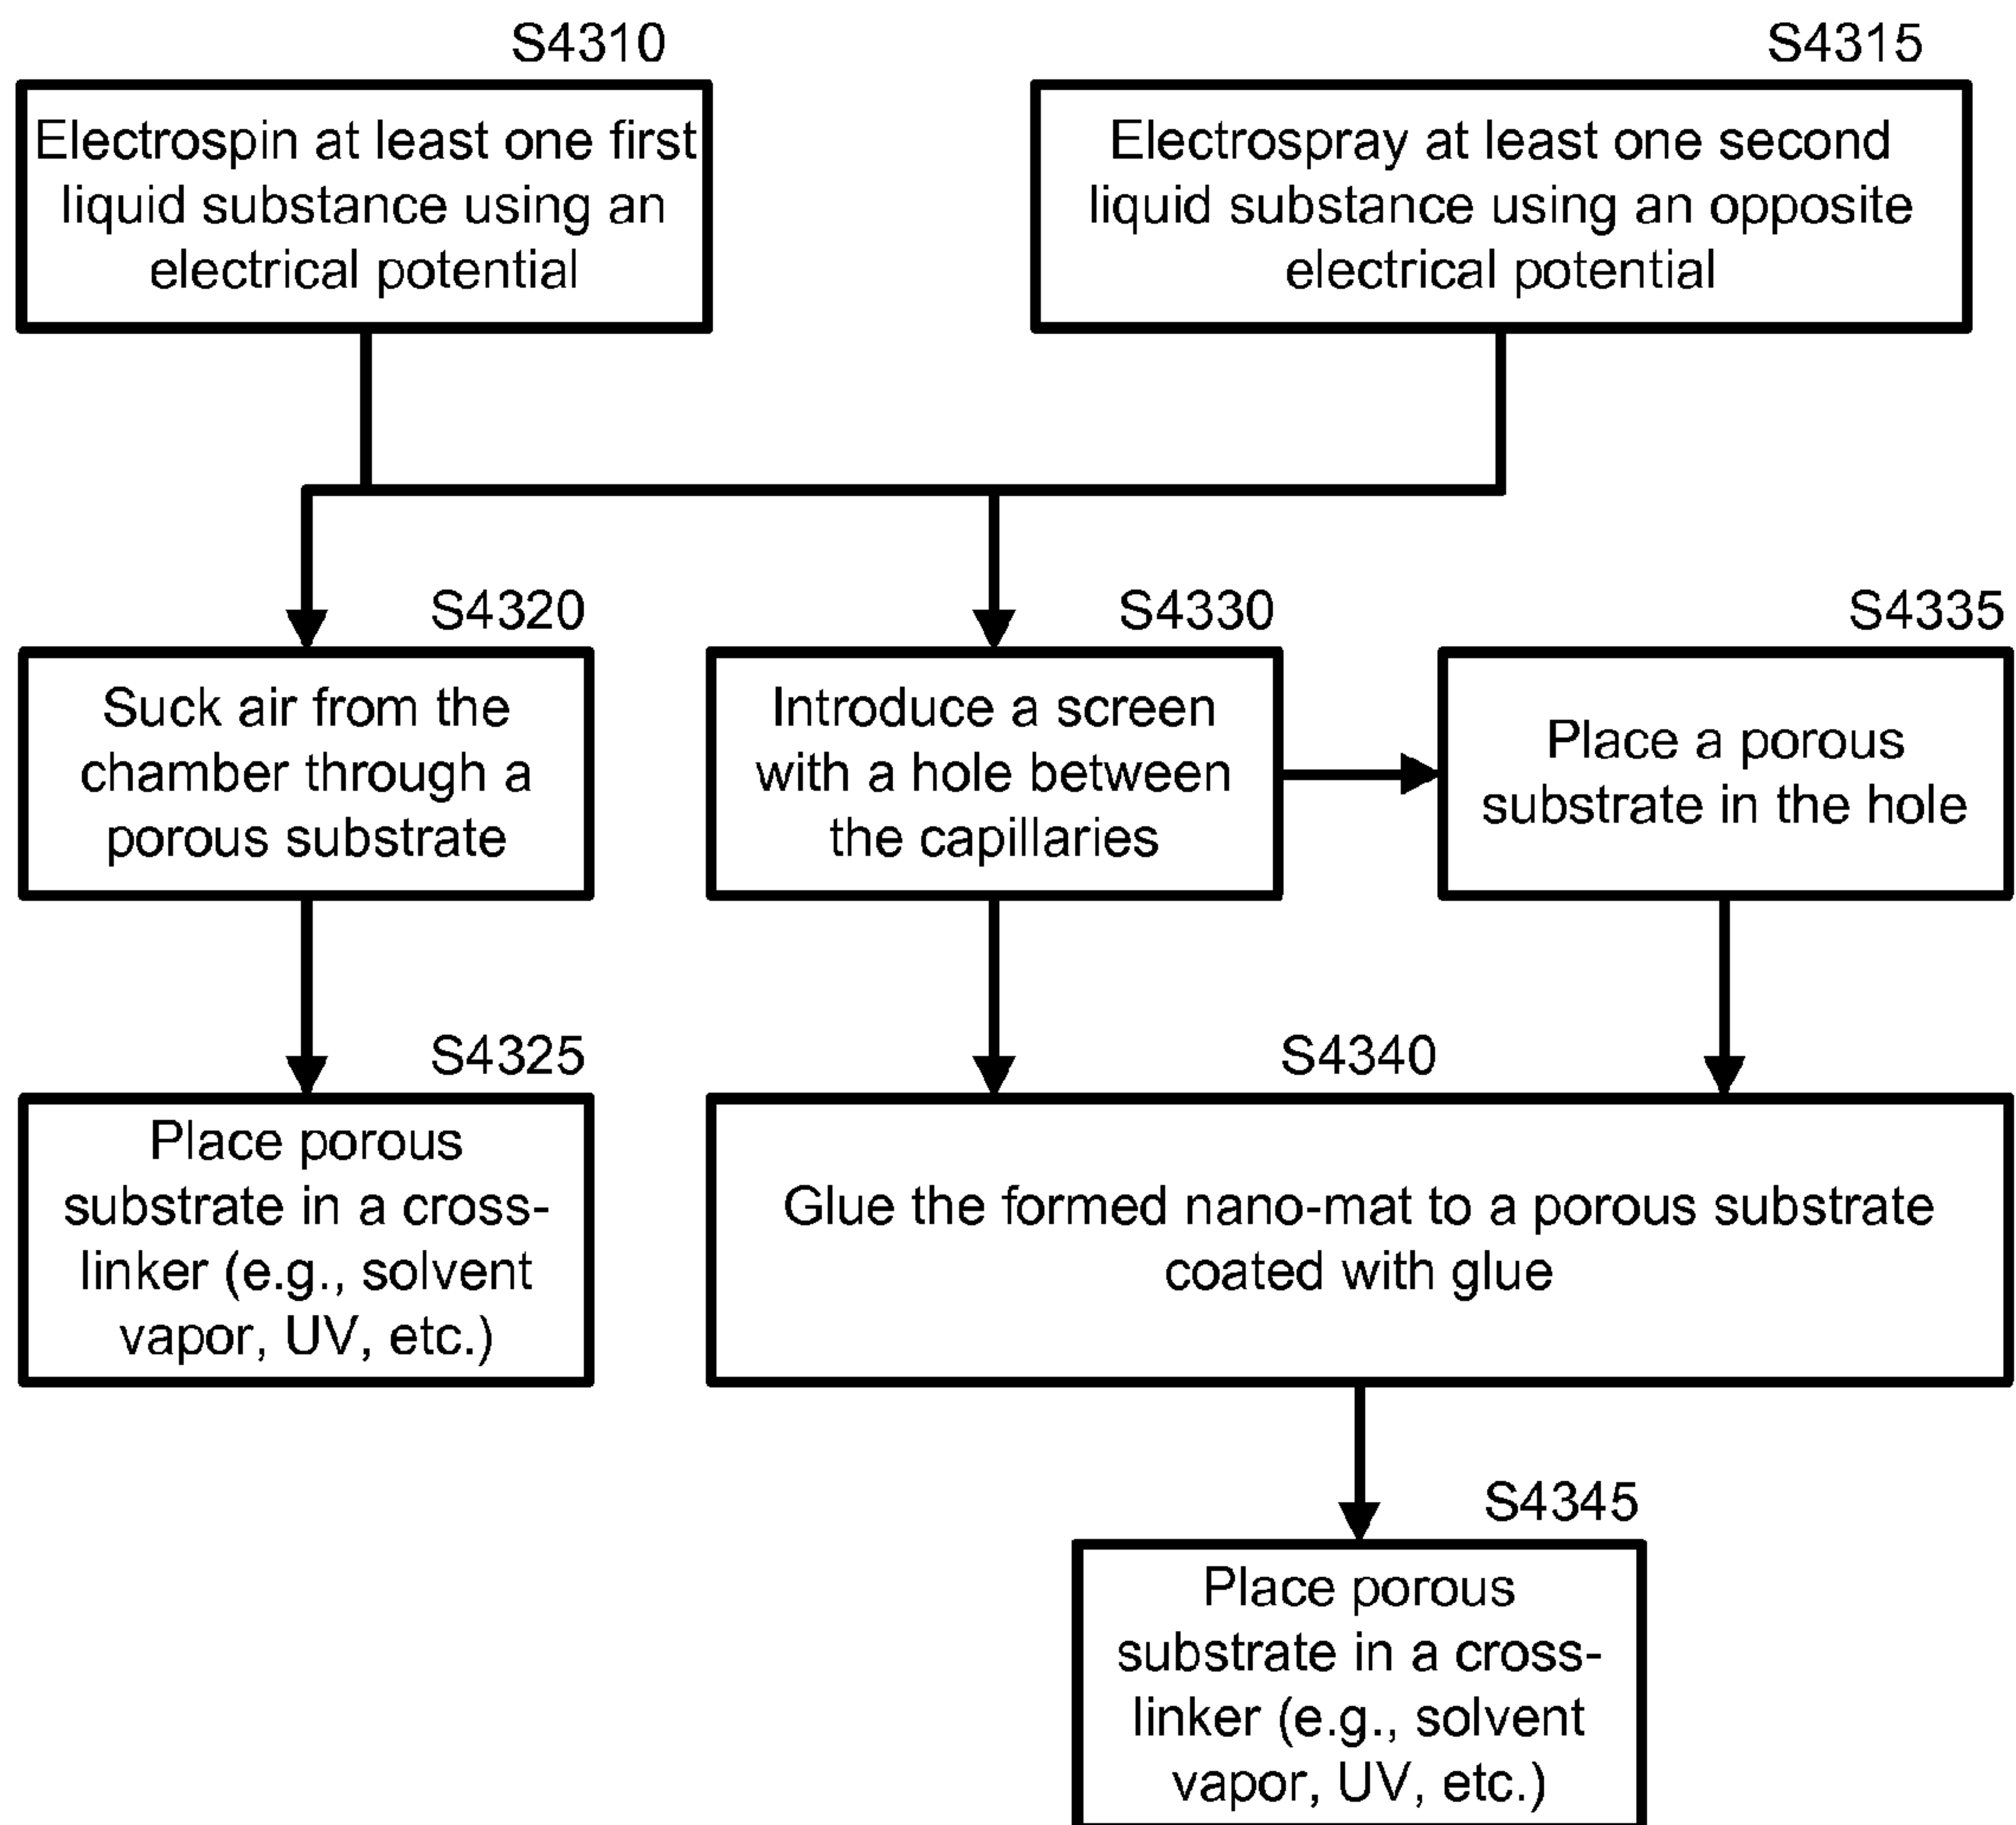 S4310
Electrospin at least one first
liquid substance using an
electrical potential
S4315
Electrospray at least one second
liquid substance using an opposite
electrical potential
S4320
Suck air from the
chamber through a
porous substrate
S4330
Introduce a screen
with a hole between
the capillaries
S4335
Place a porous
substrate in the hole
S4325
Place porous
substrate in a cross-
linker (e.g., solvent
vapor, UV, etc.)
S4340
Glue the formed nano-mat to a porous substrate
coated with glue
S4345
Place porous
substrate in a cross-
linker (e.g., solvent
vapor, UV, etc.)